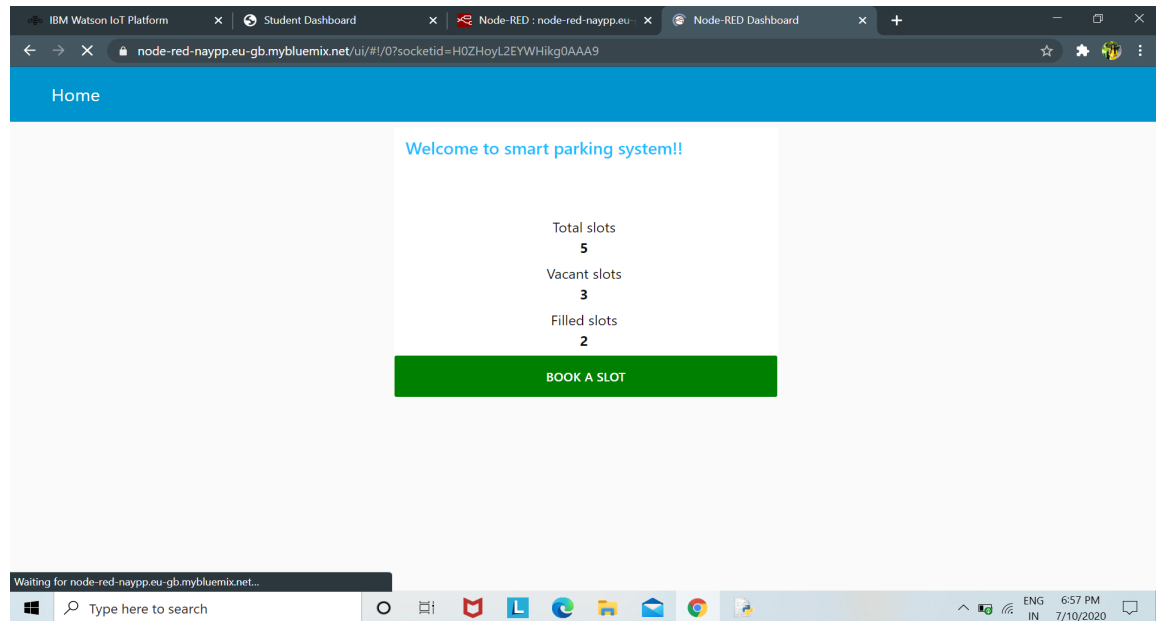 IBM Watson IoT Platform
Student Dashboard
Node-RED : node-red-naypp.eu-
Node-RED Dashboard
node-red-naypp.eu-gb.mybluemix.net/ui/#!/0?socketid=H0ZHoyL2EYWHikg0AAA9
Home
Welcome to smart parking system!!
Total slots
5
Vacant slots
3
Filled slots
2
BOOK A SLOT
Waiting for node-red-naypp.eu-gb.mybluemix.net...
Type here to search
L
ENG
IN
6:57 PM
7/10/2020